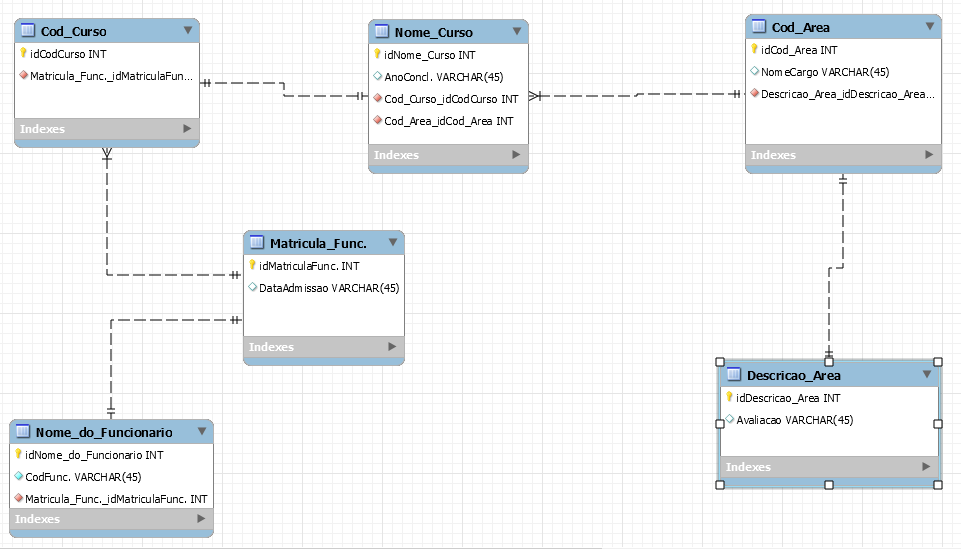 Cod_Curso
idCodCurso INT
Matricula_Func._idMatriculaFun...
Indexes
Nome_Curso
idNome_Curso INT
AnoConcl. VARCHAR(45)
Cod_Curso_idCodCurso INT
Cod_Area_idCod_Area INT
Indexes
Cod_Area
idCod_Area INT
NomeCargo VARCHAR(45)
Descricao_Area_idDescricao_Area...
Indexes
Matricula_Func.
idMatriculaFunc. INT
DataAdmissao VARCHAR(45)
Indexes
Nome_do_Funcionario
idNome_do_Funcionario INT
CodFunc. VARCHAR(45)
Matricula_Func._idMatriculaFunc. INT
Indexes
Descricao_Area
idDescricao_Area INT
Avaliacao VARCHAR(45)
Indexes